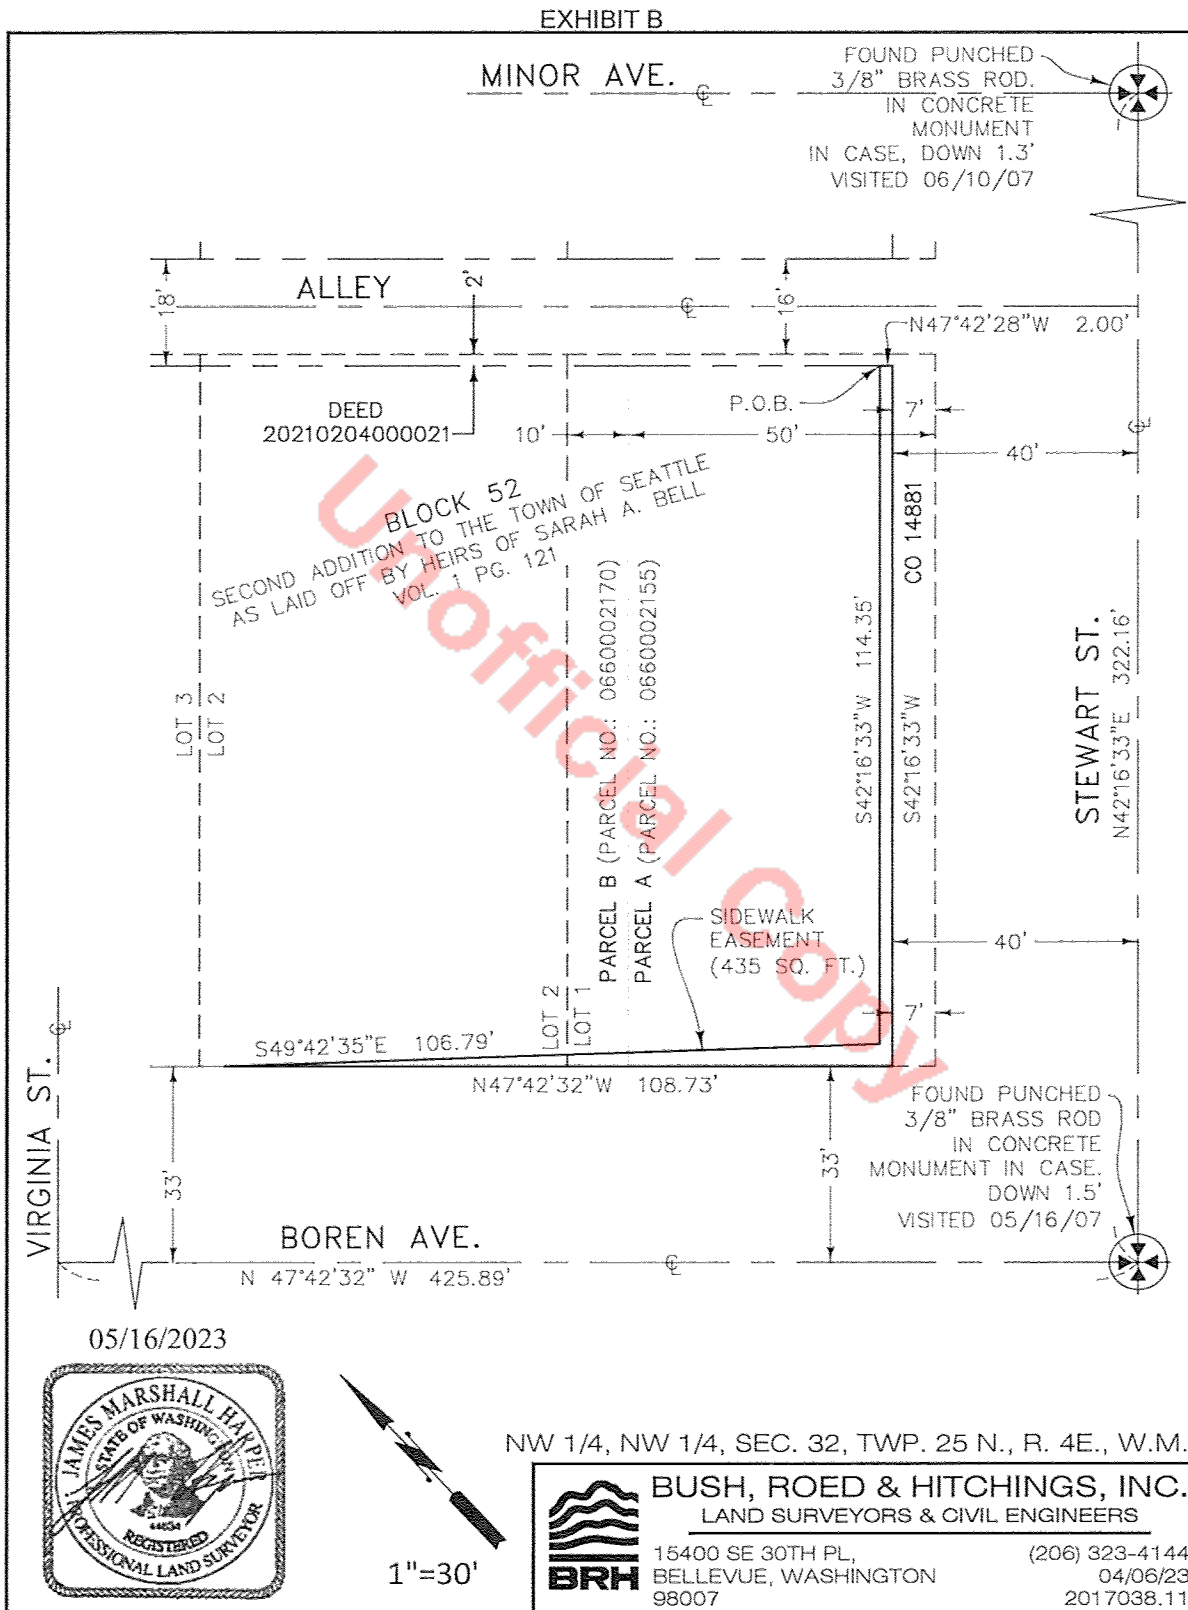 EXHIBIT B
MINOR AVE.
FOUND PUNCHED
3/8" BRASS ROD.
IN CONCRETE
MONUMENT
IN CASE, DOWN 1.3'
VISITED 06/10/07
ALLEY
18'
2'
16'
N47°42'28"W 2.00'
DEED
20210204000021
P.O.B.
7'
10'
50'
40'
BLOCK 52
SECOND ADDITION TO THE TOWN OF SEATTLE
AS LAID OFF BY HEIRS OF SARAH A. BELL
VOL. 1 PG. 121
CO 14881
LOT 3
LOT 2
PARCEL B (PARCEL NO.: 0660002170)
PARCEL A (PARCEL NO.: 0660002155)
S42°16'33"W 114.35'
S42°16'33"W
STEWART ST.
N42°16'33"E 322.16'
Unofficial Copy
SIDEWALK
EASEMENT
(435 SQ. FT.)
40'
7'
LOT 2
LOT 1
S49°42'35"E 106.79'
N47°42'32"W 108.73'
VIRGINIA ST.
33'
33'
FOUND PUNCHED
3/8" BRASS ROD
IN CONCRETE
MONUMENT IN CASE.
DOWN 1.5'
VISITED 05/16/07
BOREN AVE.
N 47°42'32" W 425.89'
05/16/2023
JAMES MARSHALL HARPER
STATE OF WASHINGTON
44634
REGISTERED
PROFESSIONAL LAND SURVEYOR
1"=30'
NW 1/4, NW 1/4, SEC. 32, TWP. 25 N., R. 4E., W.M.
BRH
BUSH, ROED & HITCHINGS, INC.
LAND SURVEYORS & CIVIL ENGINEERS
15400 SE 30TH PL, (206) 323-4144
BELLEVUE, WASHINGTON 04/06/23
98007 2017038.11